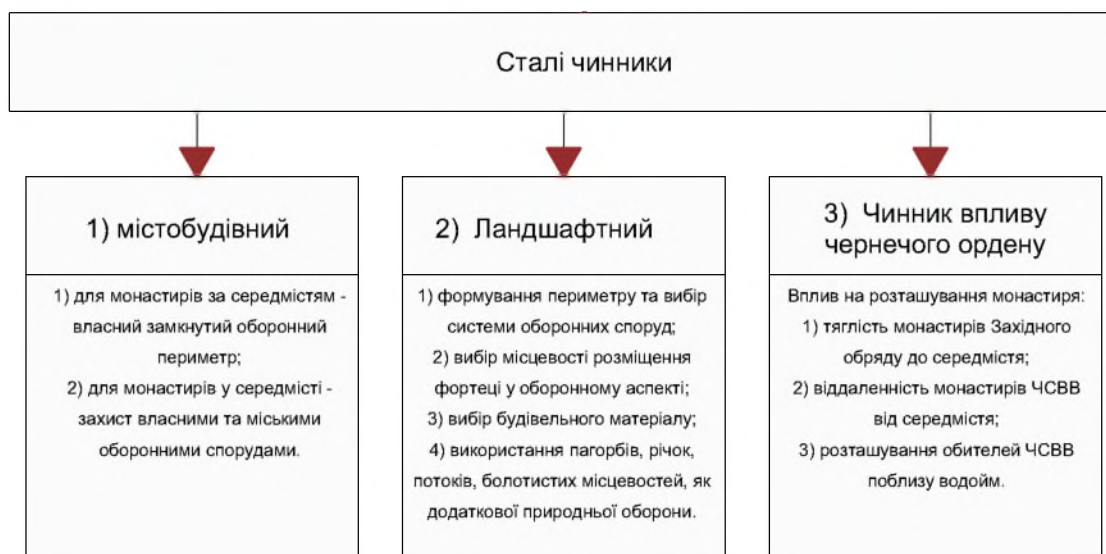 Сталі чинники
1) містобудівний
1) для монастирів за середмістям -
власний замкнутий оборонний
периметр;
2) для монастирів у середмісті -
захист власними та міськими
оборонними спорудами.
2) Ландшафтний
1) формування периметру та вибір
системи оборонних споруд;
2) вибір місцевості розміщення
фортеці у оборонному аспекті;
3) вибір будівельного матеріалу;
4) використання пагорбів, річок,
потоків, болотистих місцевостей, як
додаткової природньої оборони.
3) Чинник впливу
чернечого ордену
Вплив на розташування монастиря:
1) тяглість монастирів Західного
обряду до середмістя;
2) віддаленність монастирів ЧСВВ
від середмістя;
3) розташування обителей ЧСВВ
поблизу водойм.